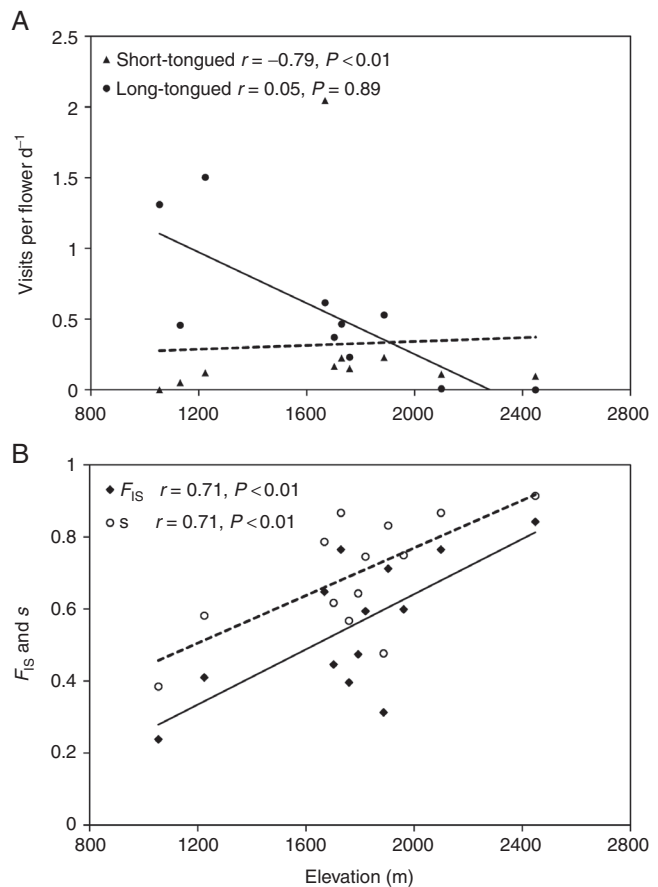 A
2.5
▲ Short-tongued r = −0.79, P < 0.01
● Long-tongued r = 0.05, P = 0.89
2
1.5
1
0.5
0
Visits per flower d⁻¹
800 1200 1600 2000 2400 2800
B
1
◆ FIS r = 0.71, P < 0.01
○ s r = 0.71, P < 0.01
0.8
0.6
0.4
0.2
0
FIS and s
800 1200 1600 2000 2400 2800
Elevation (m)